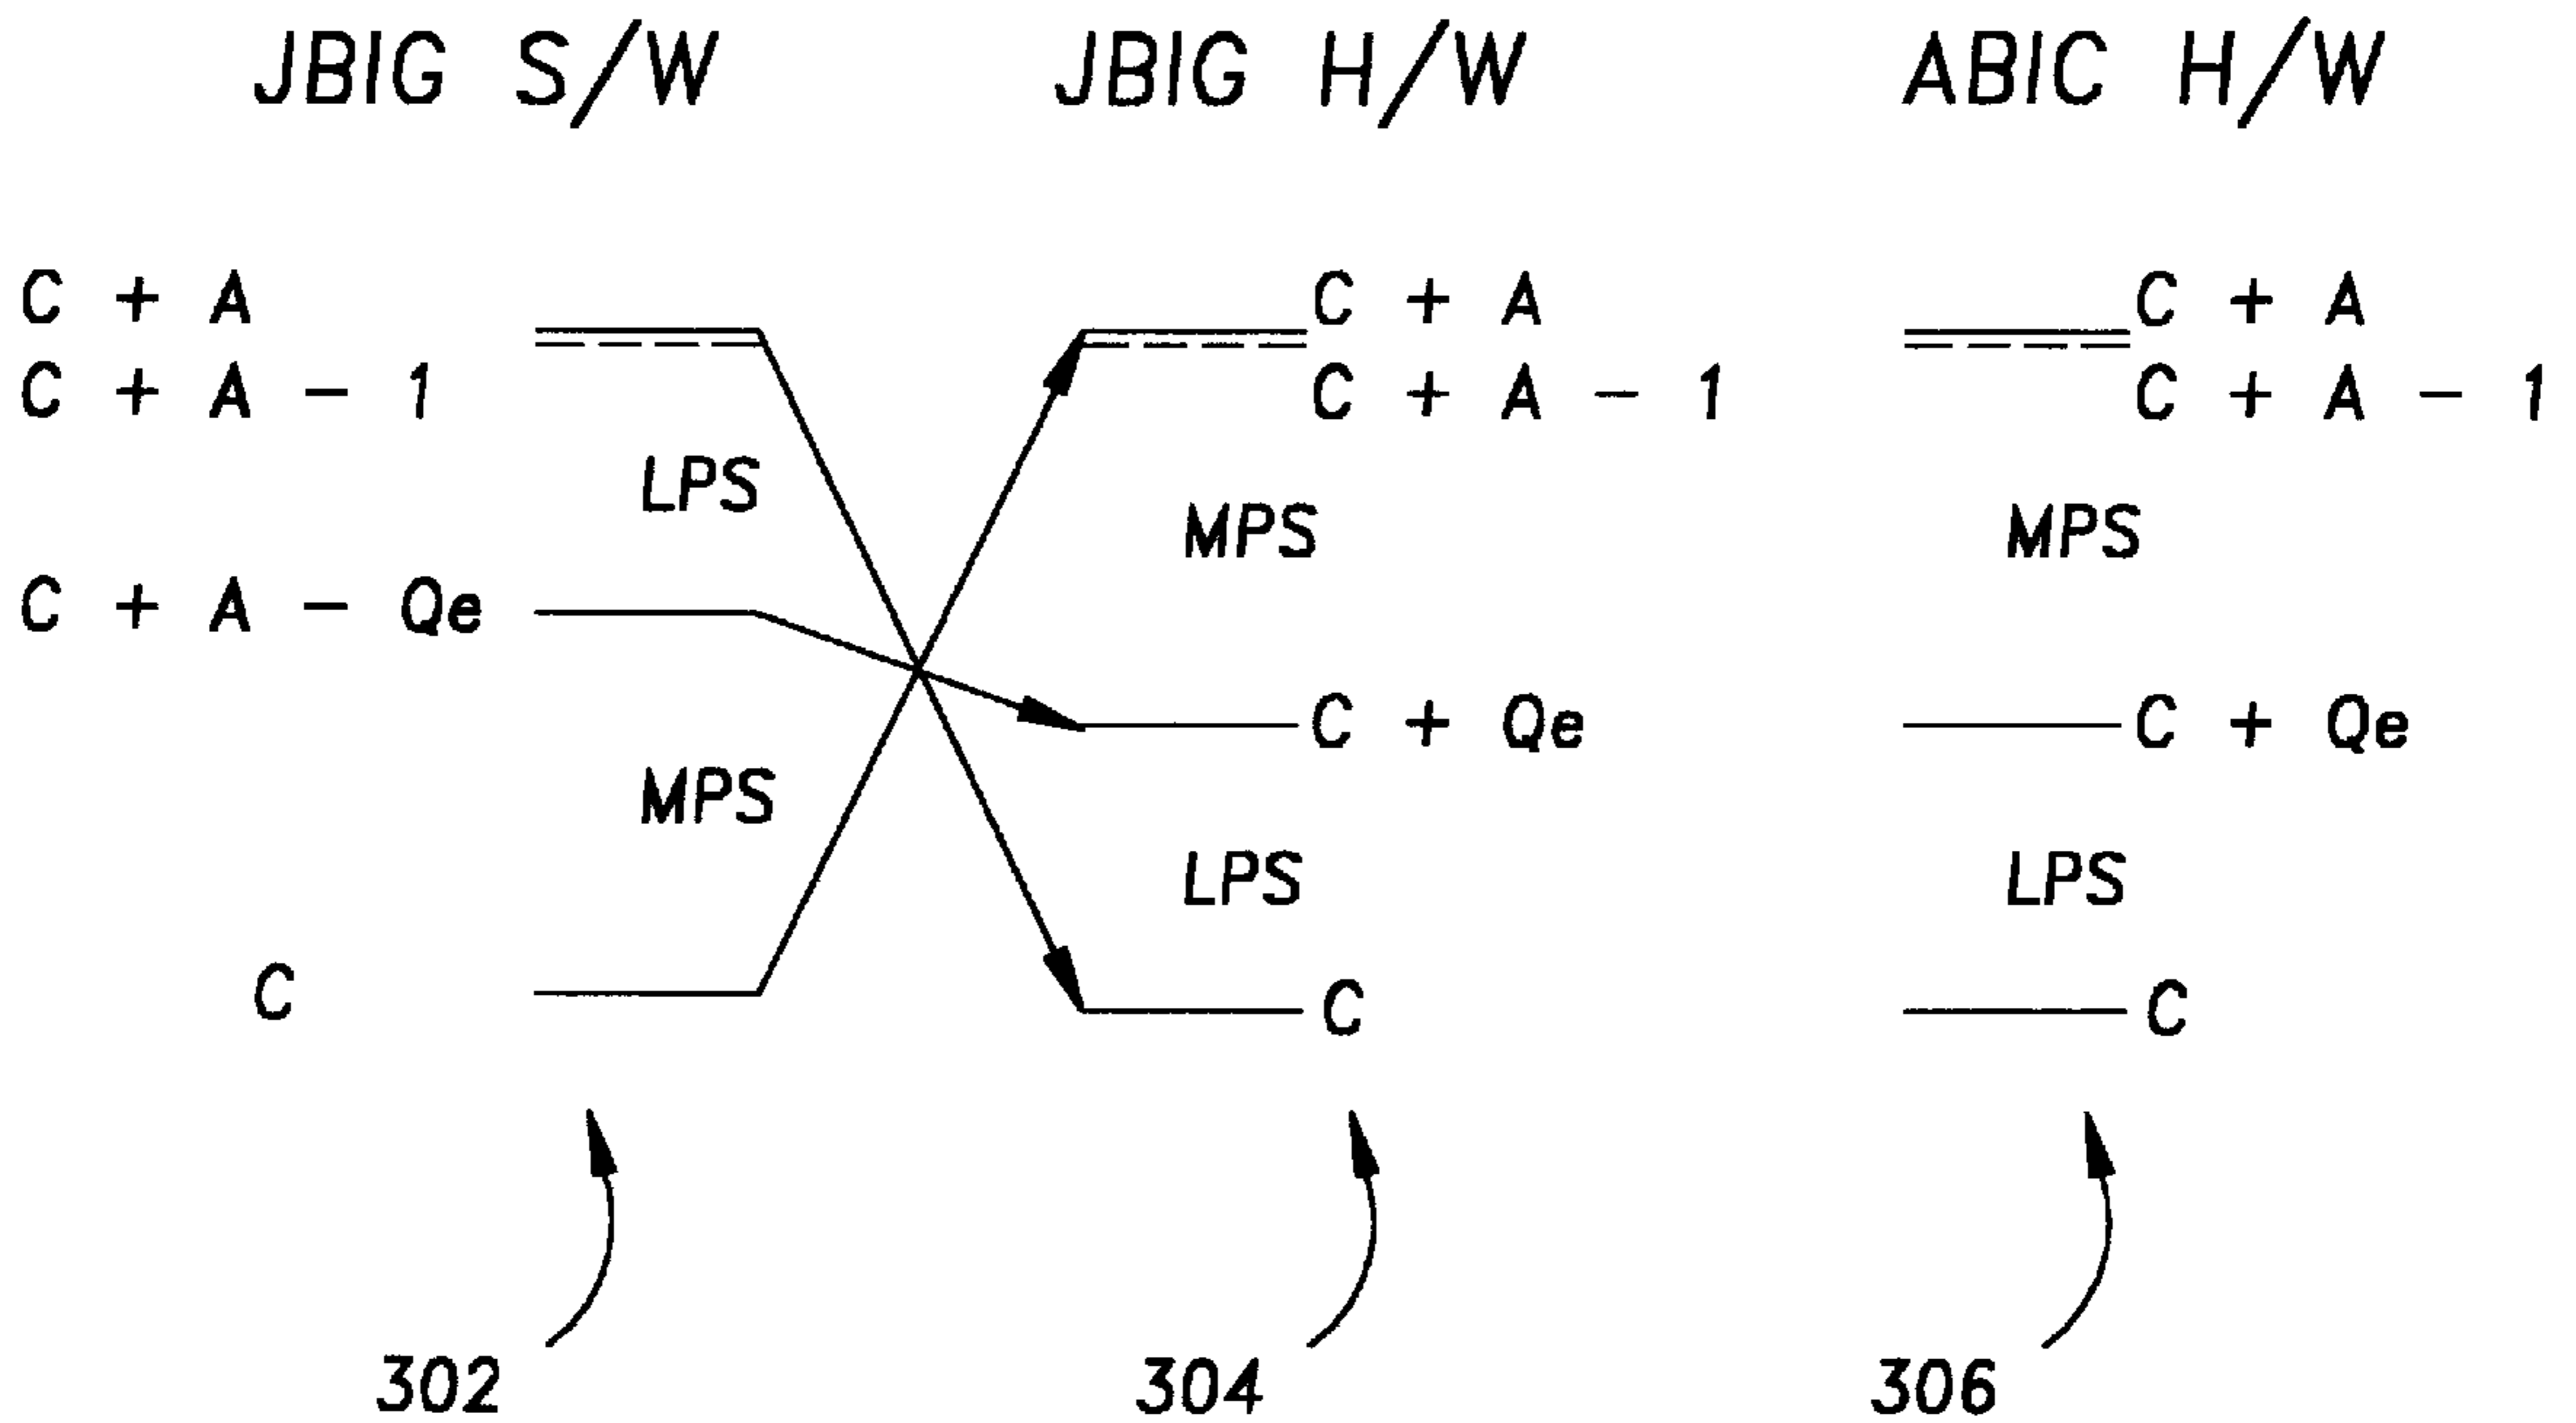 JBIG S/W JBIG H/W ABIC H/W
C + A C + A C + A
C + A - 1 C + A - 1 C + A - 1
LPS
MPS MPS
C + A - Qe
C + Qe C + Qe
MPS
LPS LPS
C C C
302 304 306